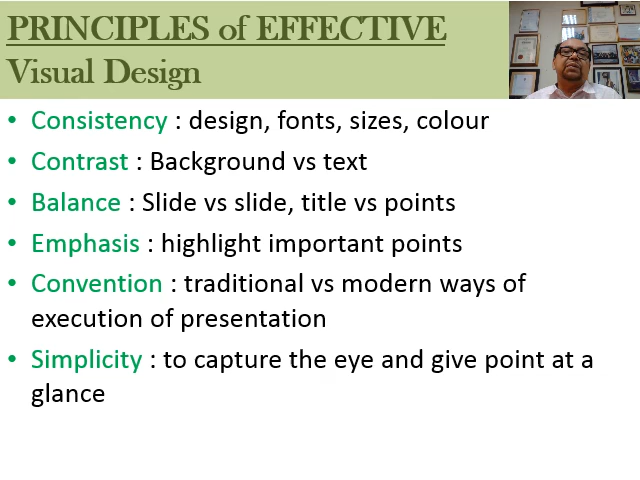 PRINCIPLES of EFFECTIVE
Visual Design
• Consistency : design, fonts, sizes, colour
• Contrast : Background vs text
• Balance : Slide vs slide, title vs points
• Emphasis : highlight important points
• Convention : traditional vs modern ways of
execution of presentation
• Simplicity : to capture the eye and give point at a
glance